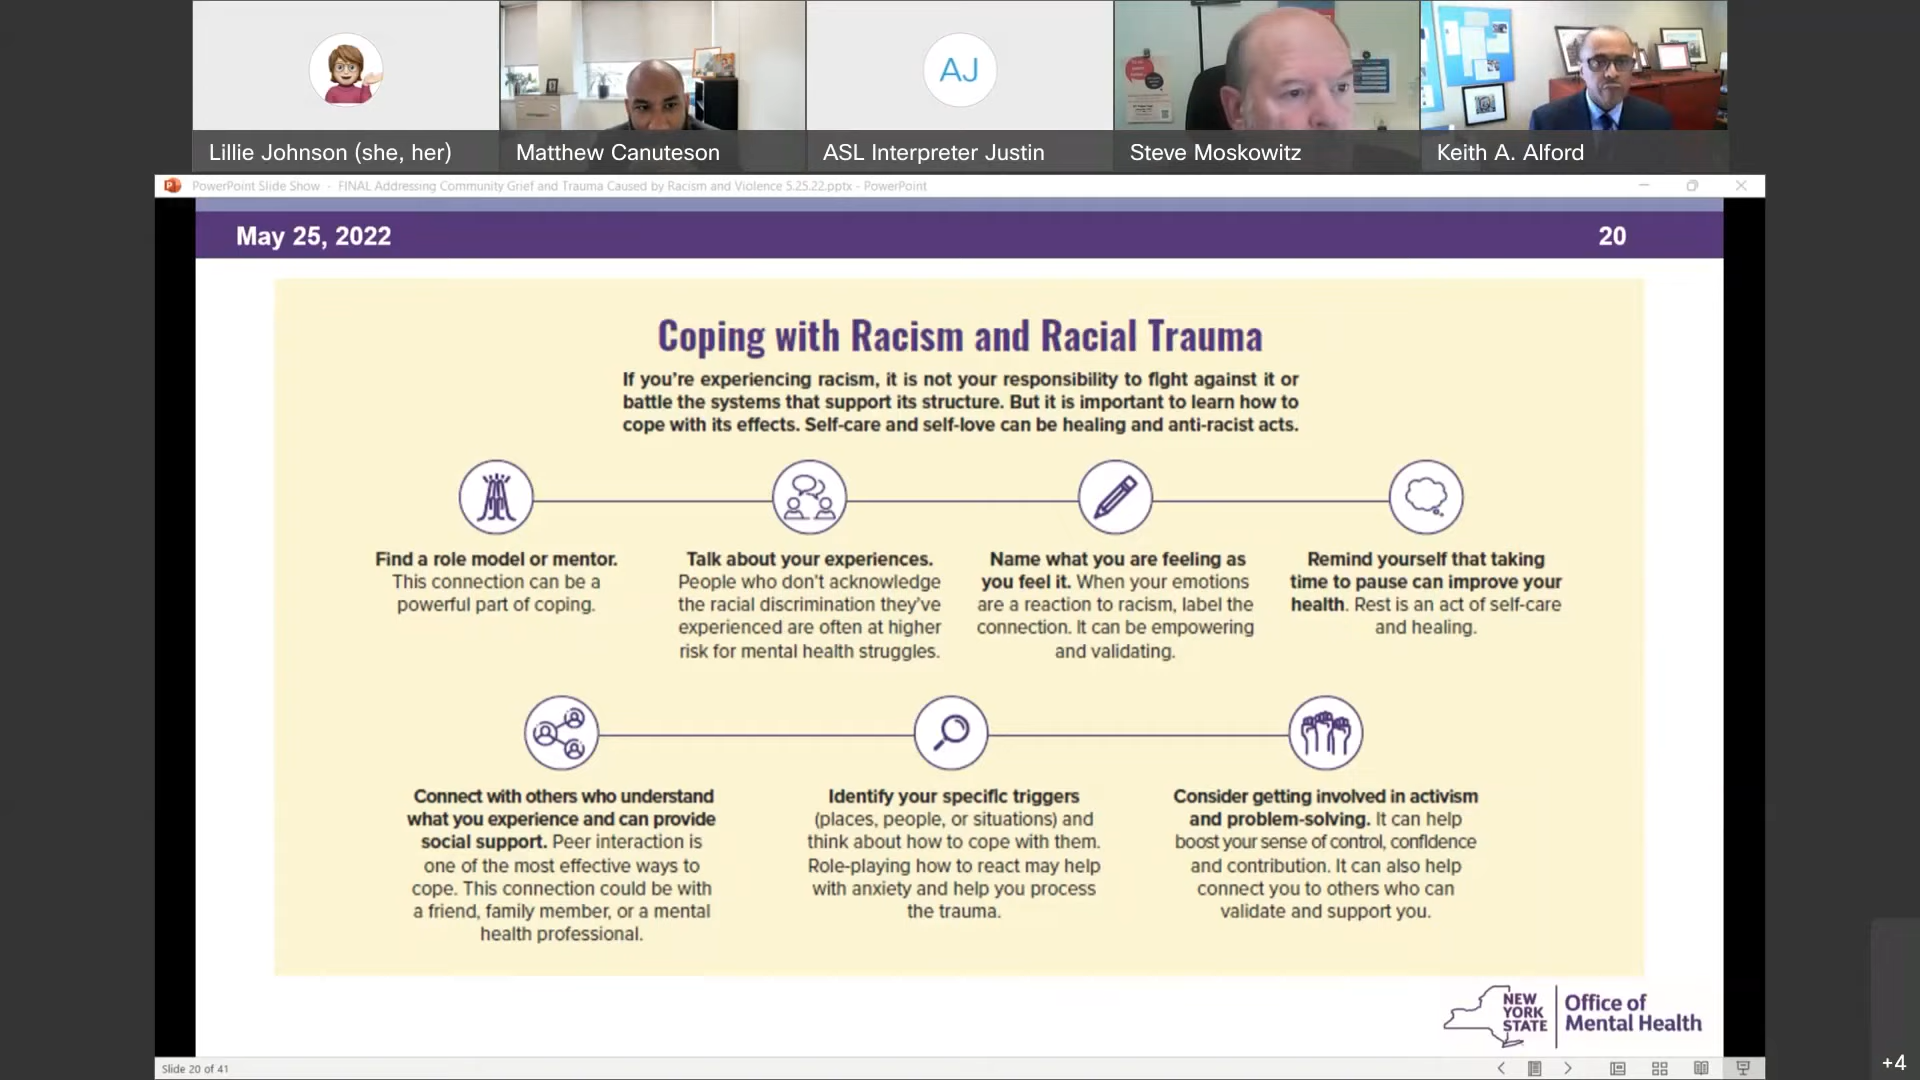 AJ
Lillie Johnson (she, her)
Matthew Canuteson
ASL Interpreter Justin
Steve Moskowitz
Keith A. Alford
PowerPoint Slide Show - FINAL Addressing Community Grief and Trauma Caused by Racism and Violence 5.25.22.pptx - PowerPoint
May 25, 2022
20
Coping with Racism and Racial Trauma
If you're experiencing racism, it is not your responsibility to fight against it or
battle the systems that support its structure. But it is important to learn how to
cope with its effects. Self-care and self-love can be healing and anti-racist acts.
Find a role model or mentor.
This connection can be a
powerful part of coping.
Talk about your experiences.
People who don't acknowledge
the racial discrimination they've
experienced are often at higher
risk for mental health struggles.
Name what you are feeling as
you feel it. When your emotions
are a reaction to racism, label the
connection. It can be empowering
and validating.
Remind yourself that taking
time to pause can improve your
health. Rest is an act of self-care
and healing.
Connect with others who understand
what you experience and can provide
social support. Peer interaction is
one of the most effective ways to
cope. This connection could be with
a friend, family member, or a mental
health professional.
Identify your specific triggers
(places, people, or situations) and
think about how to cope with them.
Role-playing how to react may help
with anxiety and help you process
the trauma.
Consider getting involved in activism
and problem-solving. It can help
boost your sense of control, confidence
and contribution. It can also help
connect you to others who can
validate and support you.
NEW
YORK
STATE
Office of
Mental Health
Slide 20 of 41
+4